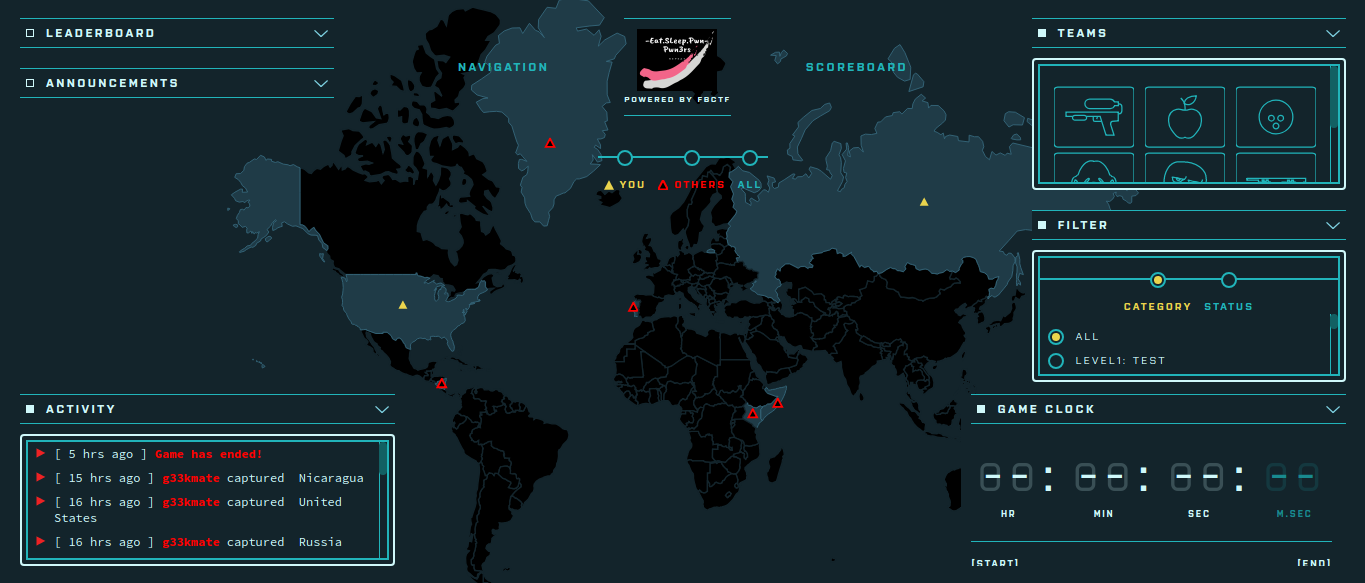 LEADERBOARD
ANNOUNCEMENTS
NAVIGATION
~Eat.Sleep.Pwn~
Pwn3rs
POWERED BY FBCTF
SCOREBOARD
YOU OTHERS ALL
TEAMS
FILTER
CATEGORY STATUS
ALL
LEVEL1: TEST
ACTIVITY
[ 5 hrs ago ] Game has ended!
[ 15 hrs ago ] g33kmate captured Nicaragua
[ 16 hrs ago ] g33kmate captured United
States
[ 16 hrs ago ] g33kmate captured Russia
GAME CLOCK
-- : -- : -- : --
HR MIN SEC M.SEC
[START] [END]